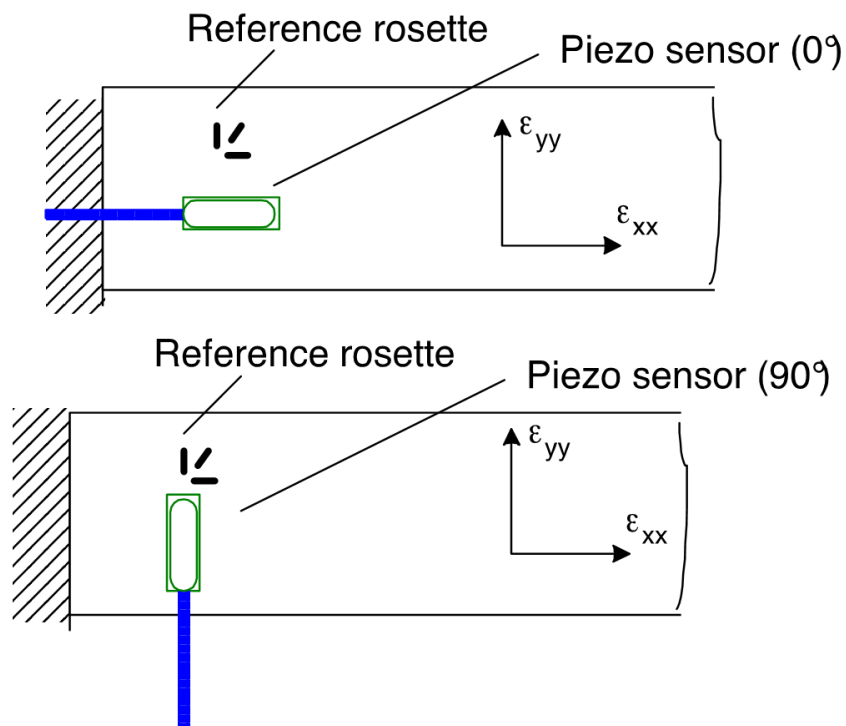 Reference rosette
Piezo sensor (0°)
εyy
εxx
Reference rosette
Piezo sensor (90°)
εyy
εxx